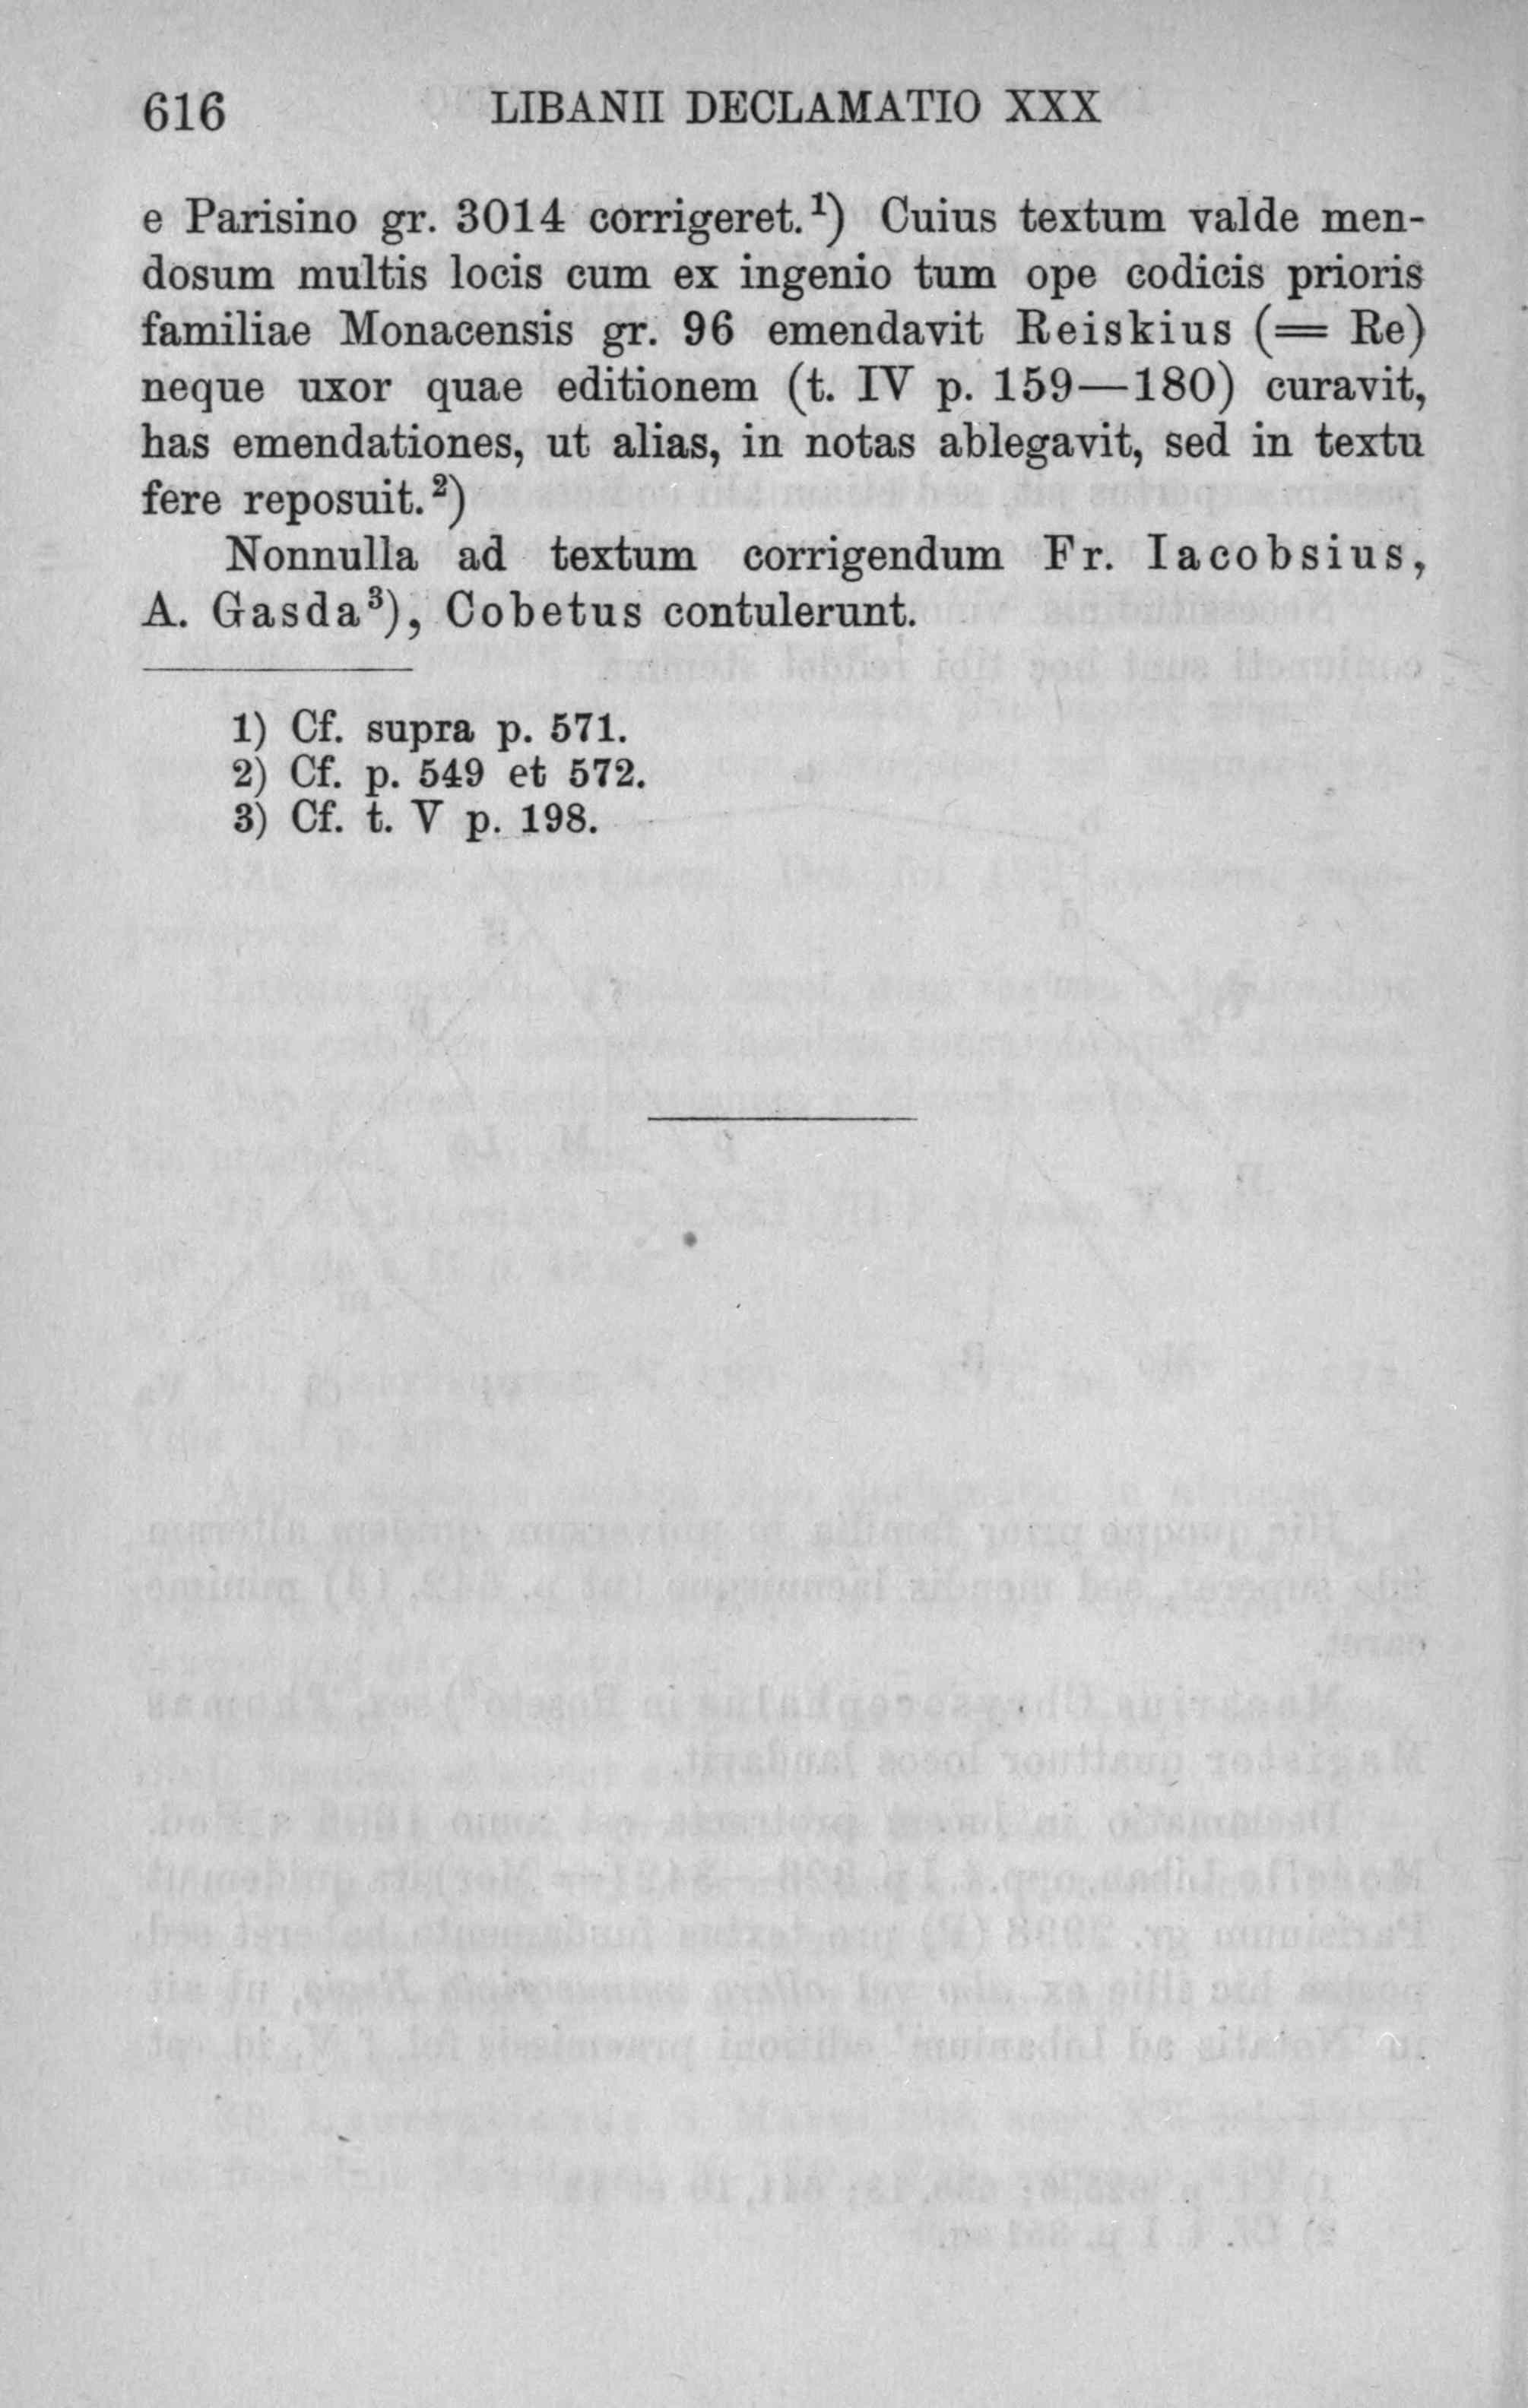 616 LIBANII DECLAMATIO XXX
e Parisino gr. 3014 corrigeret.¹) Cuius textum valde men-
dosum multis locis cum ex ingenio tum ope codicis prioris
familiae Monacensis gr. 96 emendavit Reiskius (= Re)
neque uxor quae editionem (t. IV p. 159—180) curavit,
has emendationes, ut alias, in notas ablegavit, sed in textu
fere reposuit.²)
Nonnulla ad textum corrigendum Fr. Iacobsius,
A. Gasda³), Cobetus contulerunt.
1) Cf. supra p. 571.
2) Cf. p. 549 et 572.
3) Cf. t. V p. 198.